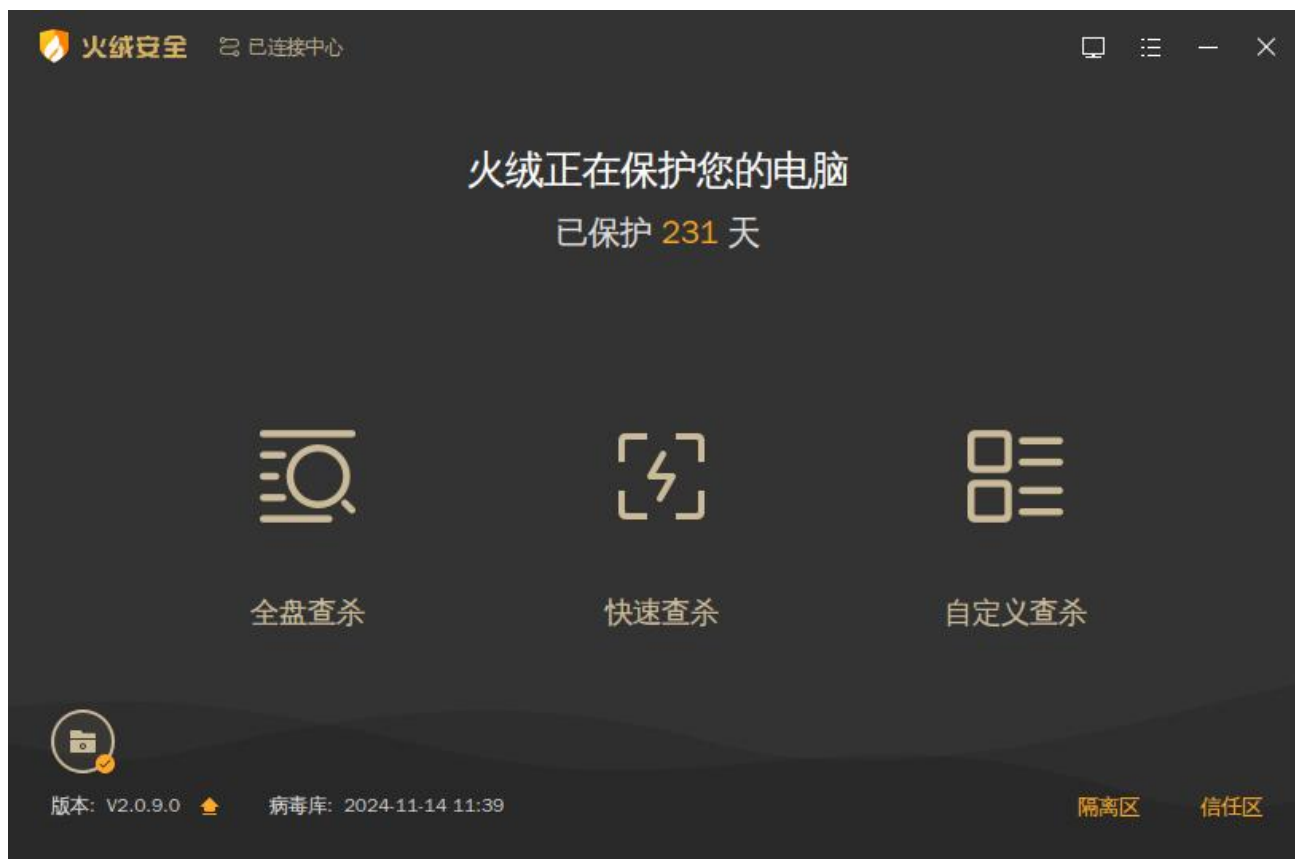 火绒安全 已连接中心
火绒正在保护您的电脑
已保护 231 天
全盘查杀 快速查杀 自定义查杀
版本: V2.0.9.0 病毒库: 2024-11-14 11:39 隔离区 信任区